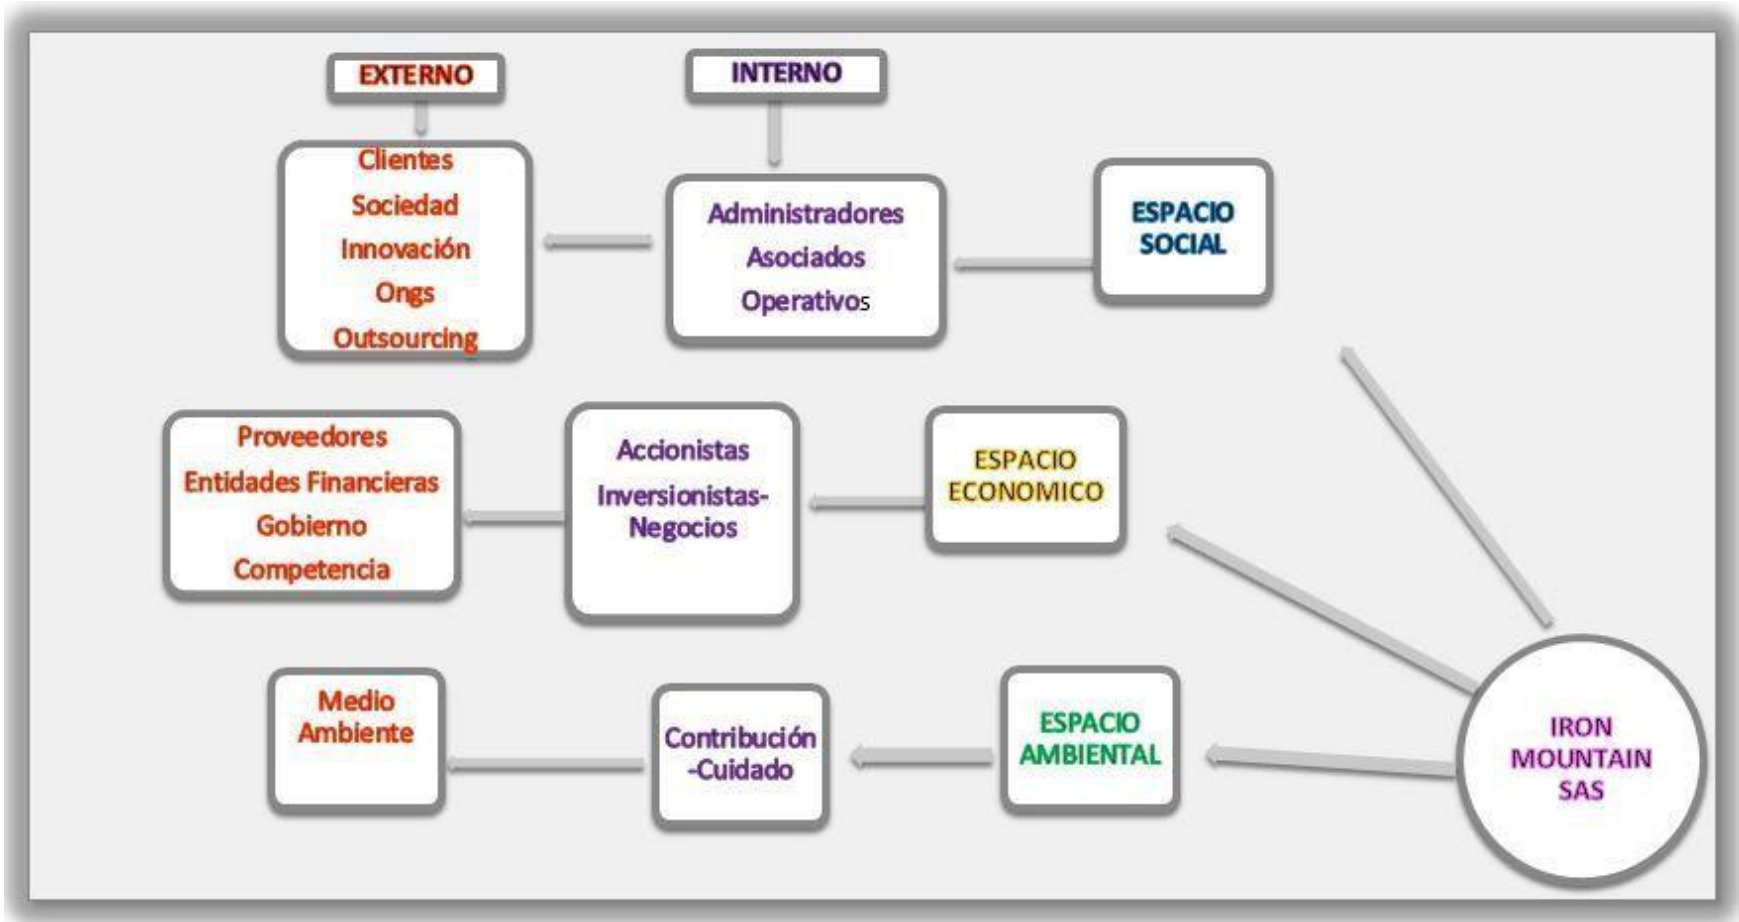 EXTERNO
INTERNO
Clientes
Sociedad
Innovación
Ongs
Outsourcing
Administradores
Asociados
Operativos
ESPACIO
SOCIAL
Proveedores
Entidades Financieras
Gobierno
Competencia
Accionistas
Inversionistas-
Negocios
ESPACIO
ECONOMICO
Medio
Ambiente
Contribución
-Cuidado
ESPACIO
AMBIENTAL
IRON
MOUNTAIN
SAS